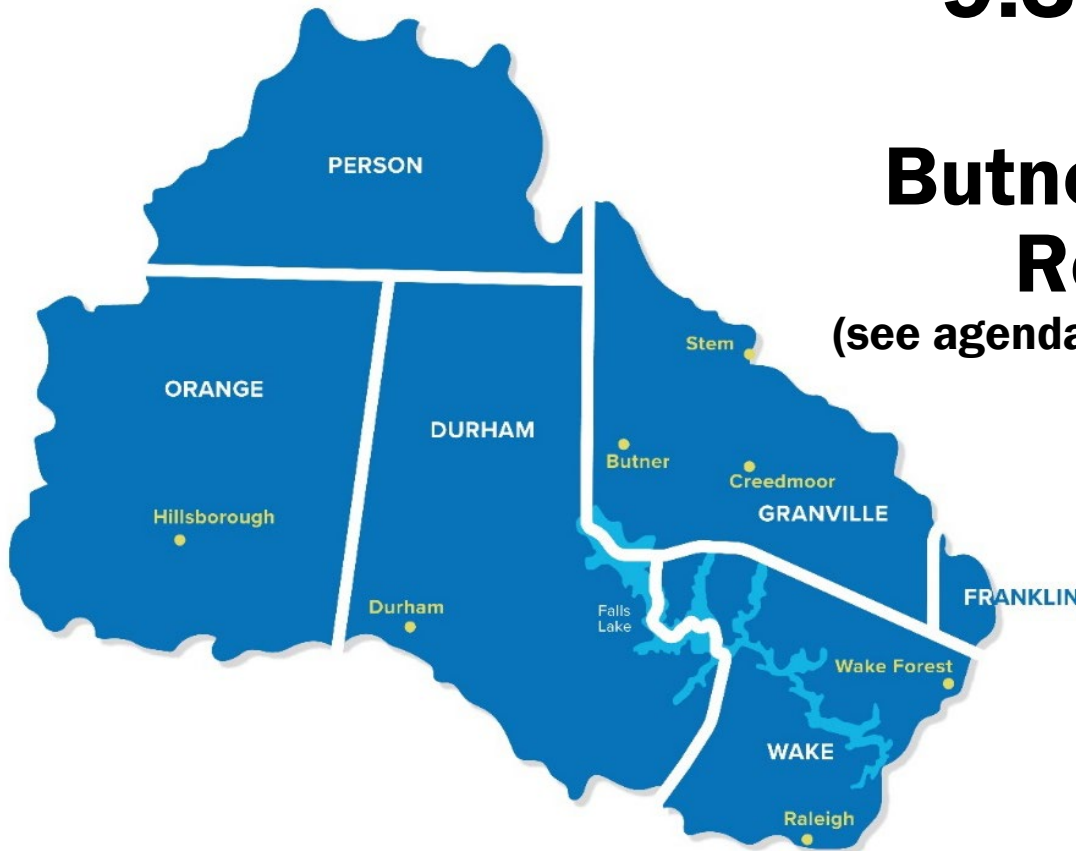 PERSON
Butne
(see agenda
Stem
ORANGE
DURHAM
Butner
Creedmoor
GRANVILLE
Hillsborough
FRANKLIN
Durham
Falls
Lake
Wake Forest
WAKE
Raleigh